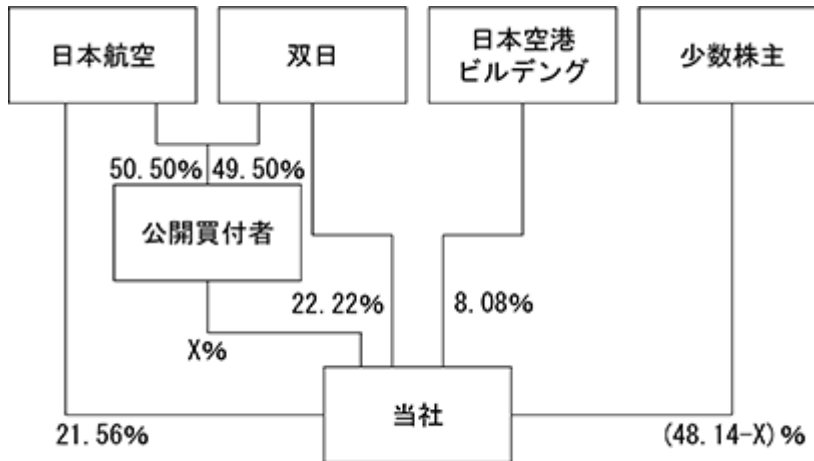 日本航空
双日
日本空港
ビルデング
少数株主
50.50%
49.50%
公開買付者
22.22%
8.08%
X%
当社
21.56%
(48.14-X)%